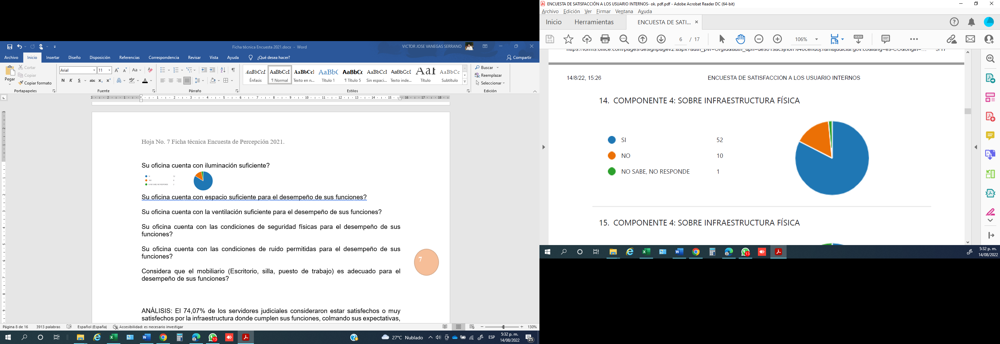 Ficha técnica Encuesta 2021.docx - Word
VICTOR JOSE VANEGAS SERRANO
Archivo Inicio Insertar Diseño Disposición Referencias Correspondencia Revisar Vista Ayuda ¿Qué desea hacer? Compartir
Pegar
Cortar
Copiar
Copiar formato
Portapapeles
Arial 11
N K S
Fuente
Párrafo
AaBbCcI AaBbCcI AaBbCcI AaBbC AaBbCc AaBbCcI AaBbCcI AaI AaBbCc
Énfasis ¶ Normal Texto en n... Título 1 ¶ Título 5 Sin espaci... Texto inde... Título Subtítulo
Estilos
Buscar
Reemplazar
Seleccionar
Edición
Hoja No. 7 Ficha técnica Encuesta de Percepción 2021.
Su oficina cuenta con iluminación suficiente?
SI 52
NO
NO SABE, NO RESPONDE 2
Su oficina cuenta con espacio suficiente para el desempeño de sus funciones?
Su oficina cuenta con la ventilación suficiente para el desempeño de sus funciones?
Su oficina cuenta con las condiciones de seguridad físicas para el desempeño de sus
funciones?
Su oficina cuenta con las condiciones de ruido permitidas para el desempeño de sus
funciones?
7
Considera que el mobiliario (Escritorio, silla, puesto de trabajo) es adecuado para el
desempeño de sus funciones?
ANÁLISIS: El 74,07% de los servidores judiciales consideraron estar satisfechos o muy
satisfechos por la infraestructura donde cumplen sus funciones, colmando sus expectativas,
Página 8 de 16 3913 palabras Español (España) Accesibilidad: es necesario investigar 130%
27°C Nublado ESP 5:32 p. m.
14/08/2022
13
25
ENCUESTA DE SATISFACCIÓN A LOS USUARIO INTERNOS- ok. pdf.pdf - Adobe Acrobat Reader DC (64-bit)
Archivo Edición Ver Firmar Ventana Ayuda
Inicio Herramientas ENCUESTA DE SATI... ×
6 / 17 106%
14/8/22, 15:26 ENCUESTA DE SATISFACCIÓN A LOS USUARIO INTERNOS
14. COMPONENTE 4: SOBRE INFRAESTRUCTURA FÍSICA
SI 52
NO 10
NO SABE, NO RESPONDE 1
15. COMPONENTE 4: SOBRE INFRAESTRUCTURA FÍSICA
13
5:32 p. m.
14/08/2022